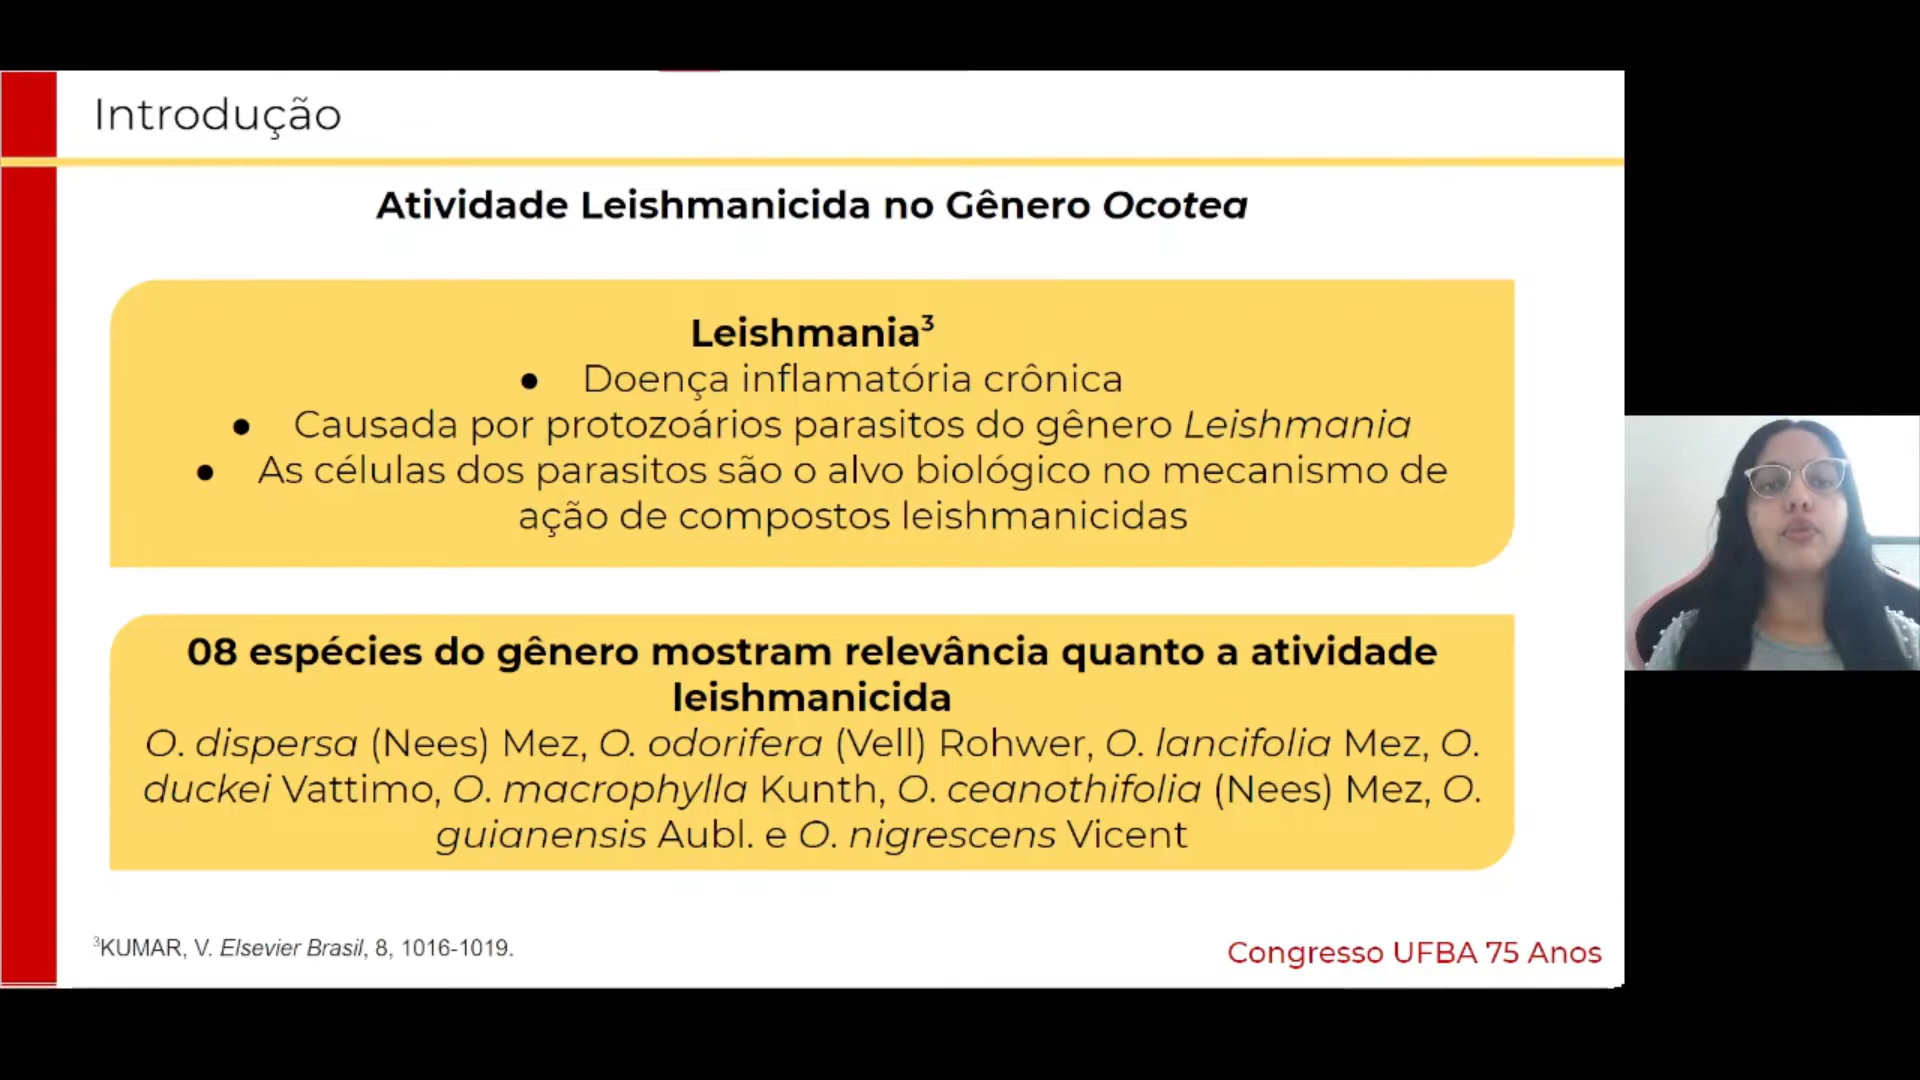 Introdução
Atividade Leishmanicida no Gênero Ocotea
Leishmania³
● Doença inflamatória crônica
● Causada por protozoários parasitos do gênero Leishmania
● As células dos parasitos são o alvo biológico no mecanismo de
ação de compostos leishmanicidas
08 espécies do gênero mostram relevância quanto a atividade
leishmanicida
O. dispersa (Nees) Mez, O. odorifera (Vell) Rohwer, O. lancifolia Mez, O.
duckei Vattimo, O. macrophylla Kunth, O. ceanothifolia (Nees) Mez, O.
guianensis Aubl. e O. nigrescens Vicent
³KUMAR, V. Elsevier Brasil, 8, 1016-1019.
Congresso UFBA 75 Anos